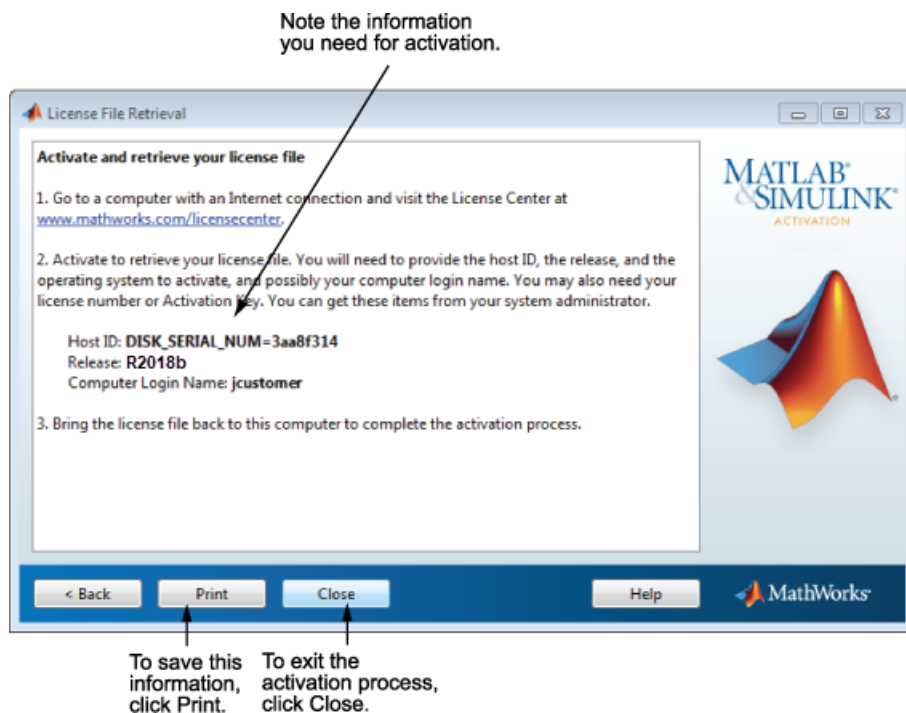 Note the information
you need for activation.
License File Retrieval
Activate and retrieve your license file
1. Go to a computer with an Internet connection and visit the License Center at
www.mathworks.com/licensecenter.
2. Activate to retrieve your license file. You will need to provide the host ID, the release, and the
operating system to activate, and possibly your computer login name. You may also need your
license number or Activation Key. You can get these items from your system administrator.
Host ID: DISK_SERIAL_NUM=3aa8f314
Release: R2018b
Computer Login Name: jcustomer
3. Bring the license file back to this computer to complete the activation process.
MATLAB®
&SIMULINK®
ACTIVATION
< Back
Print
Close
Help
MathWorks®
To save this
information,
click Print.
To exit the
activation process,
click Close.